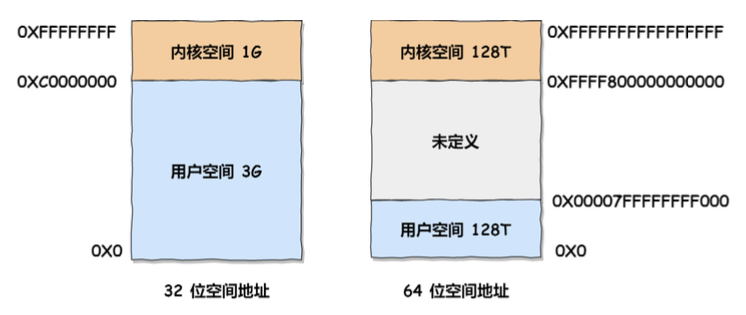 0XFFFFFFFF
内核空间 1G
0XC0000000
用户空间 3G
0X0
32 位空间地址
0XFFFFFFFFFFFFFFFF
内核空间 128T
0XFFFF800000000000
未定义
0X00007FFFFFFFF000
用户空间 128T
0X0
64 位空间地址